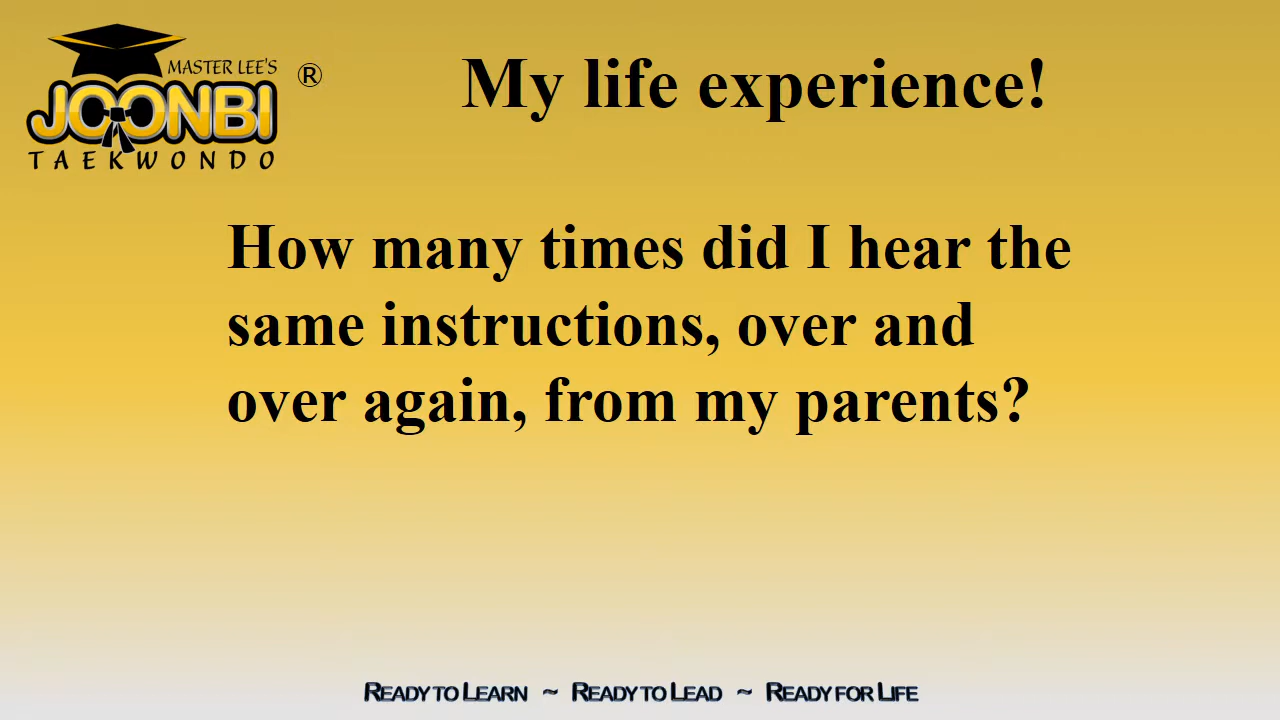 MASTER LEE'S
JOONBI
TAEKWONDO
®
My life experience!
How many times did I hear the
same instructions, over and
over again, from my parents?
READY TO LEARN ~ READY TO LEAD ~ READY FOR LIFE